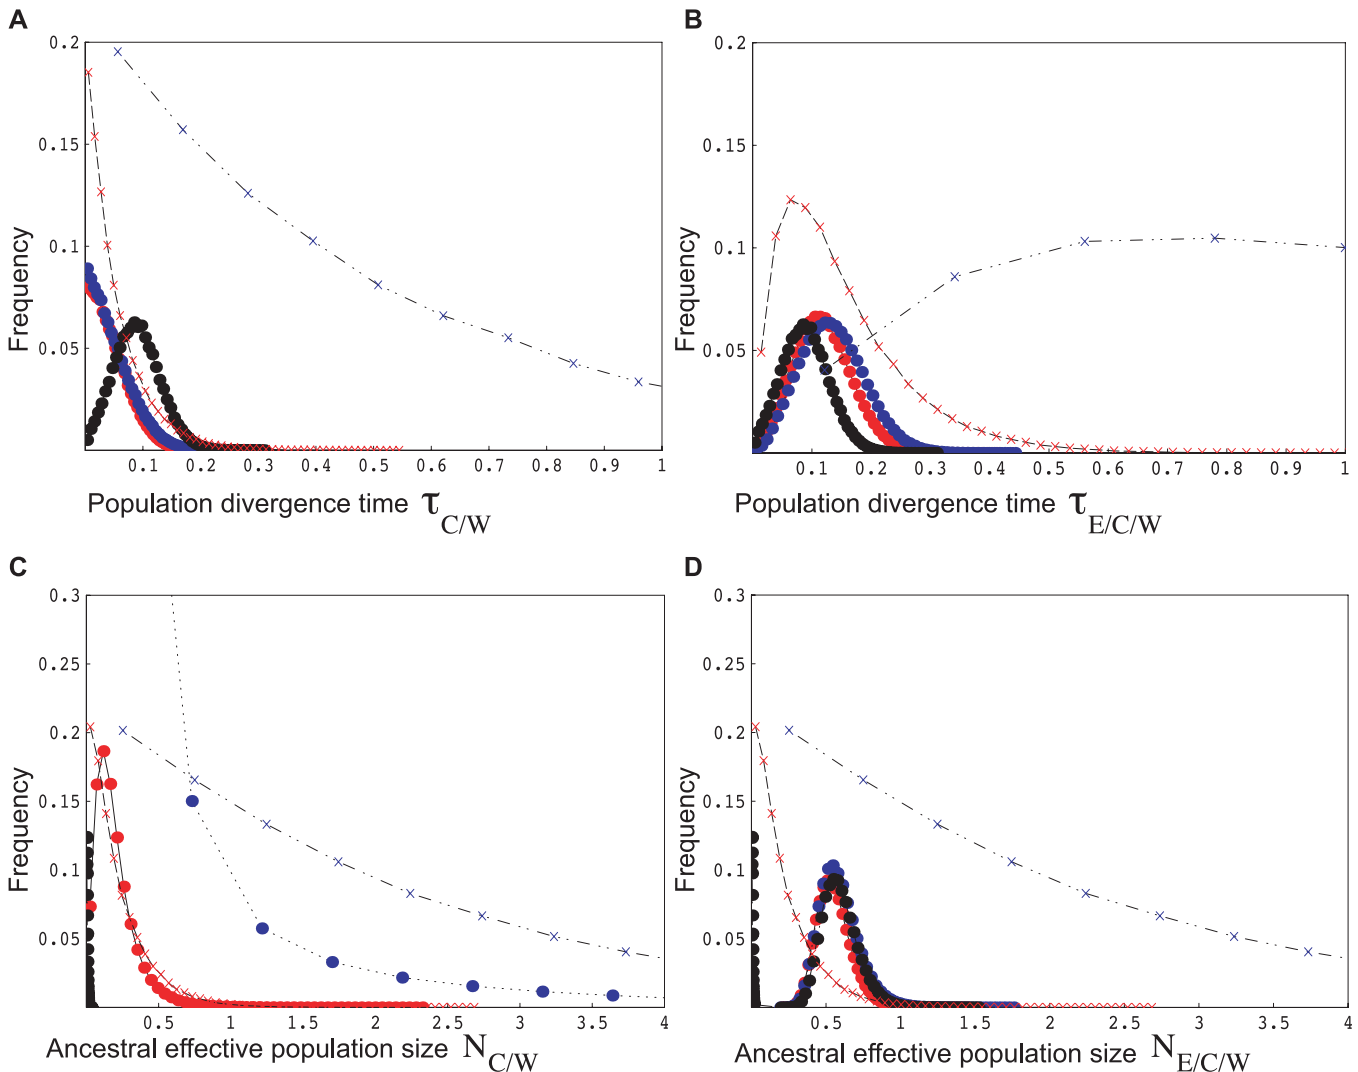 A
0.2
0.15
0.1
0.05
Frequency
0.1 0.2 0.3 0.4 0.5 0.6 0.7 0.8 0.9 1
Population divergence time τ C/W
B
0.2
0.15
0.1
0.05
Frequency
0.1 0.2 0.3 0.4 0.5 0.6 0.7 0.8 0.9 1
Population divergence time τ E/C/W
C
0.3
0.25
0.2
0.15
0.1
0.05
Frequency
0.5 1 1.5 2 2.5 3 3.5 4
Ancestral effective population size N C/W
D
0.3
0.25
0.2
0.15
0.1
0.05
Frequency
0.5 1 1.5 2 2.5 3 3.5 4
Ancestral effective population size N E/C/W